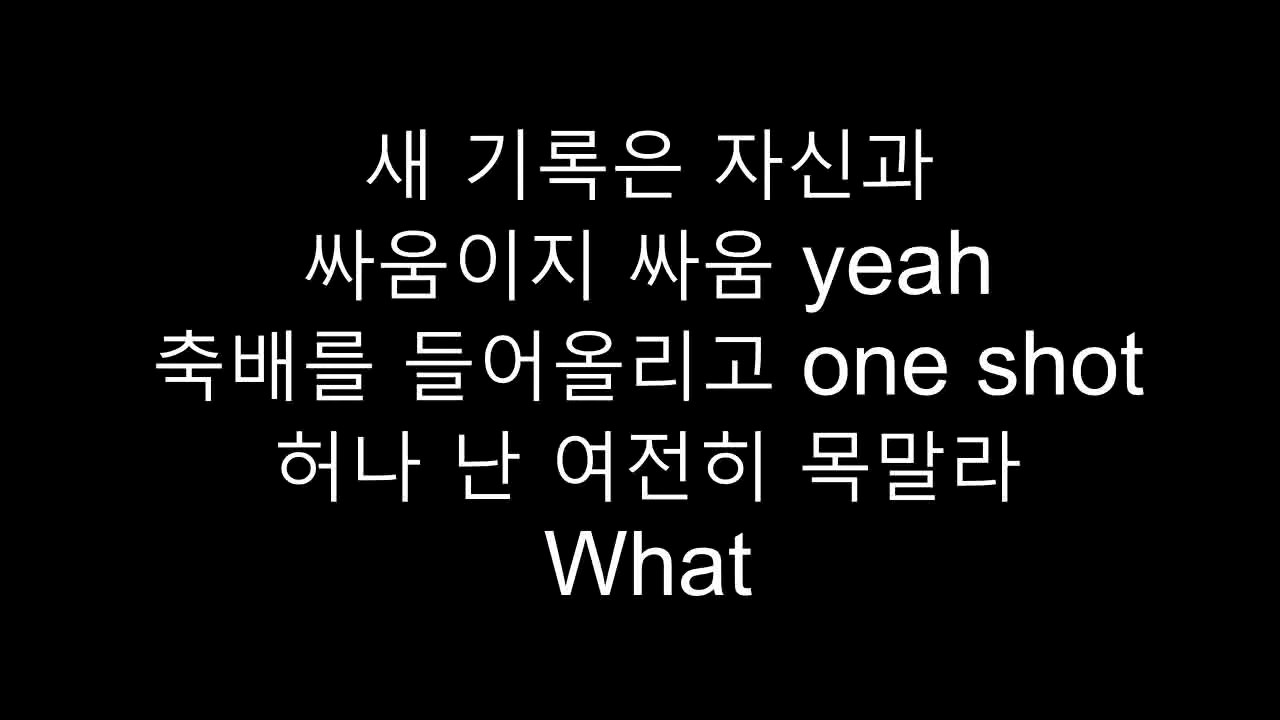 새 기록은 자신과
싸움이지 싸움 yeah
축배를 들어올리고 one shot
허나 난 여전히 목말라
What